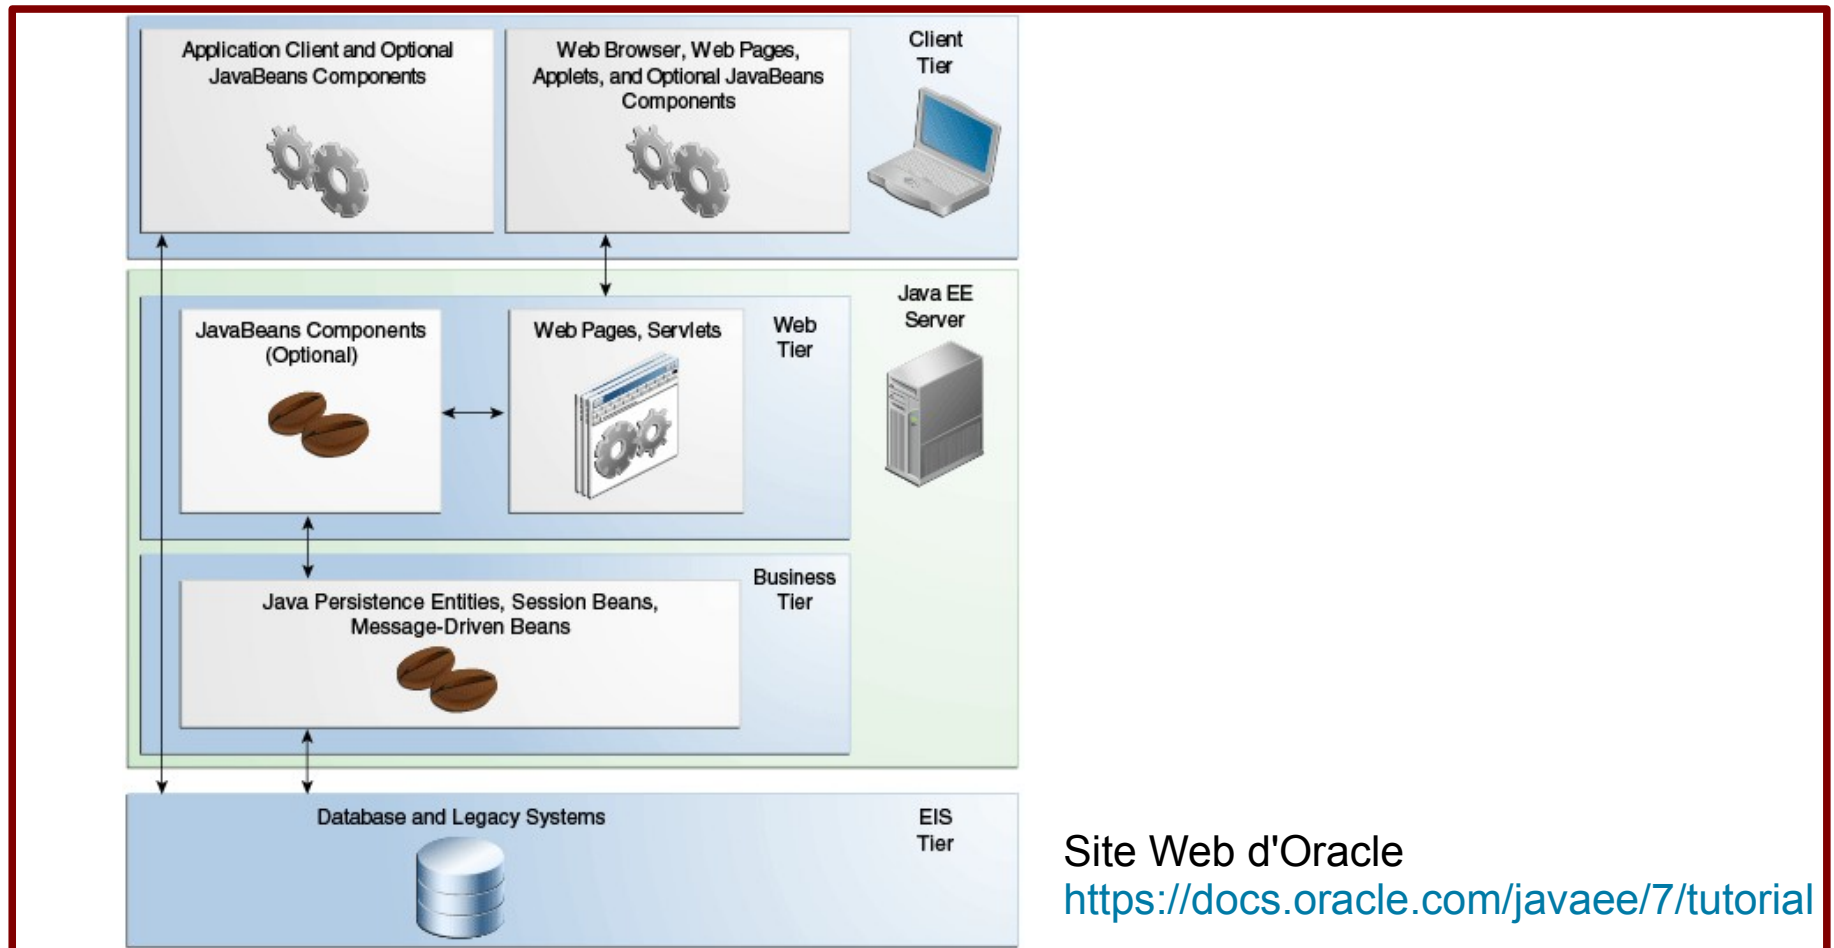 Application Client and Optional
JavaBeans Components
Web Browser, Web Pages,
Applets, and Optional JavaBeans
Components
Client
Tier
Java EE
Server
JavaBeans Components
(Optional)
Web Pages, Servlets
Web
Tier
Business
Tier
Java Persistence Entities, Session Beans,
Message-Driven Beans
Database and Legacy Systems
EIS
Tier
Site Web d'Oracle
https://docs.oracle.com/javaee/7/tutorial